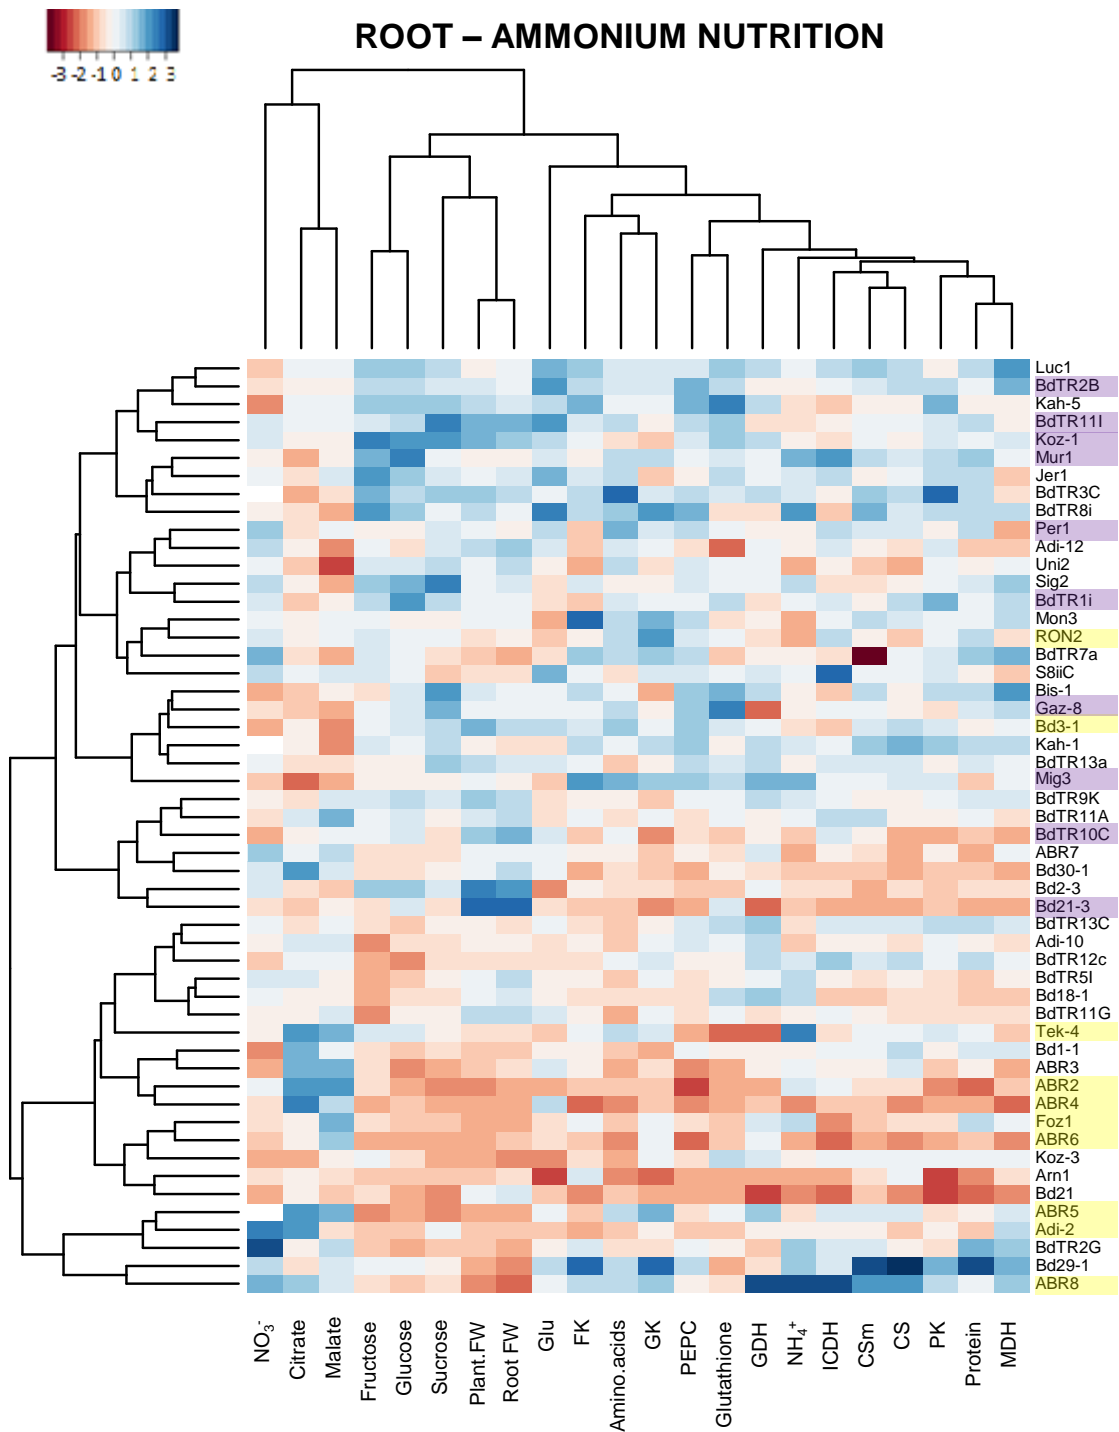 ROOT – AMMONIUM NUTRITION
-3 -2 -1 0 1 2 3
Luc1
BdTR2B
Kah-5
BdTR11I
Koz-1
Mur1
Jer1
BdTR3C
BdTR8i
Per1
Adi-12
Uni2
Sig2
BdTR1i
Mon3
RON2
BdTR7a
S8iiC
Bis-1
Gaz-8
Bd3-1
Kah-1
BdTR13a
Mig3
BdTR9K
BdTR11A
BdTR10C
ABR7
Bd30-1
Bd2-3
Bd21-3
BdTR13C
Adi-10
BdTR12c
BdTR5I
Bd18-1
BdTR11G
Tek-4
Bd1-1
ABR3
ABR2
ABR4
Foz1
ABR6
Koz-3
Arn1
Bd21
ABR5
Adi-2
BdTR2G
Bd29-1
ABR8
NO₃⁻
Citrate
Malate
Fructose
Glucose
Sucrose
Plant.FW
Root FW
Glu
FK
Amino.acids
GK
PEPC
Glutathione
GDH
NH₄⁺
ICDH
CSm
CS
PK
Protein
MDH